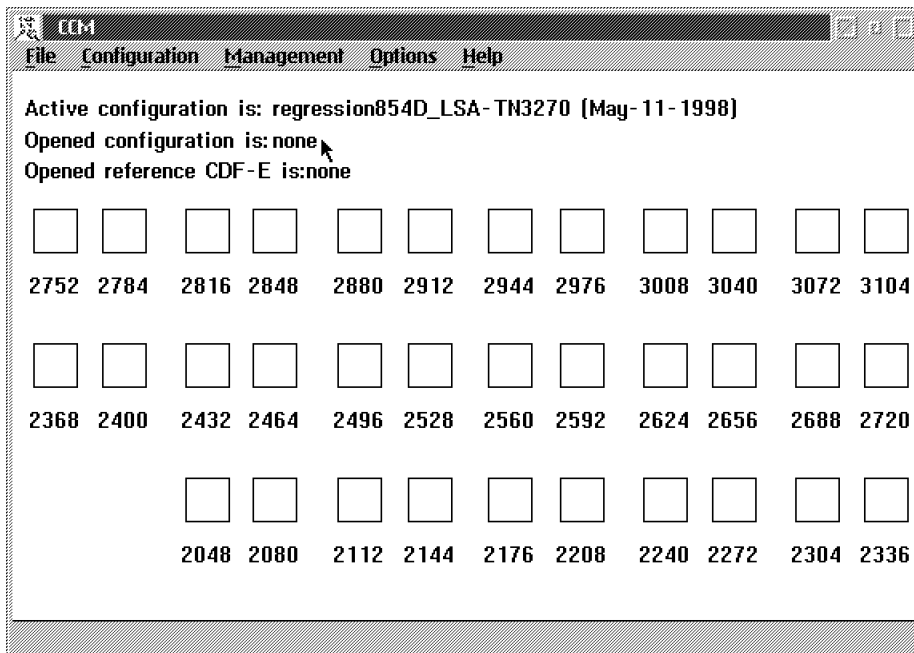 CCM
File Configuration Management Options Help
Active configuration is: regression854D_LSA-TN3270 (May-11-1998)
Opened configuration is: none
Opened reference CDF-E is:none
2752 2784 2816 2848 2880 2912 2944 2976 3008 3040 3072 3104
2368 2400 2432 2464 2496 2528 2560 2592 2624 2656 2688 2720
2048 2080 2112 2144 2176 2208 2240 2272 2304 2336